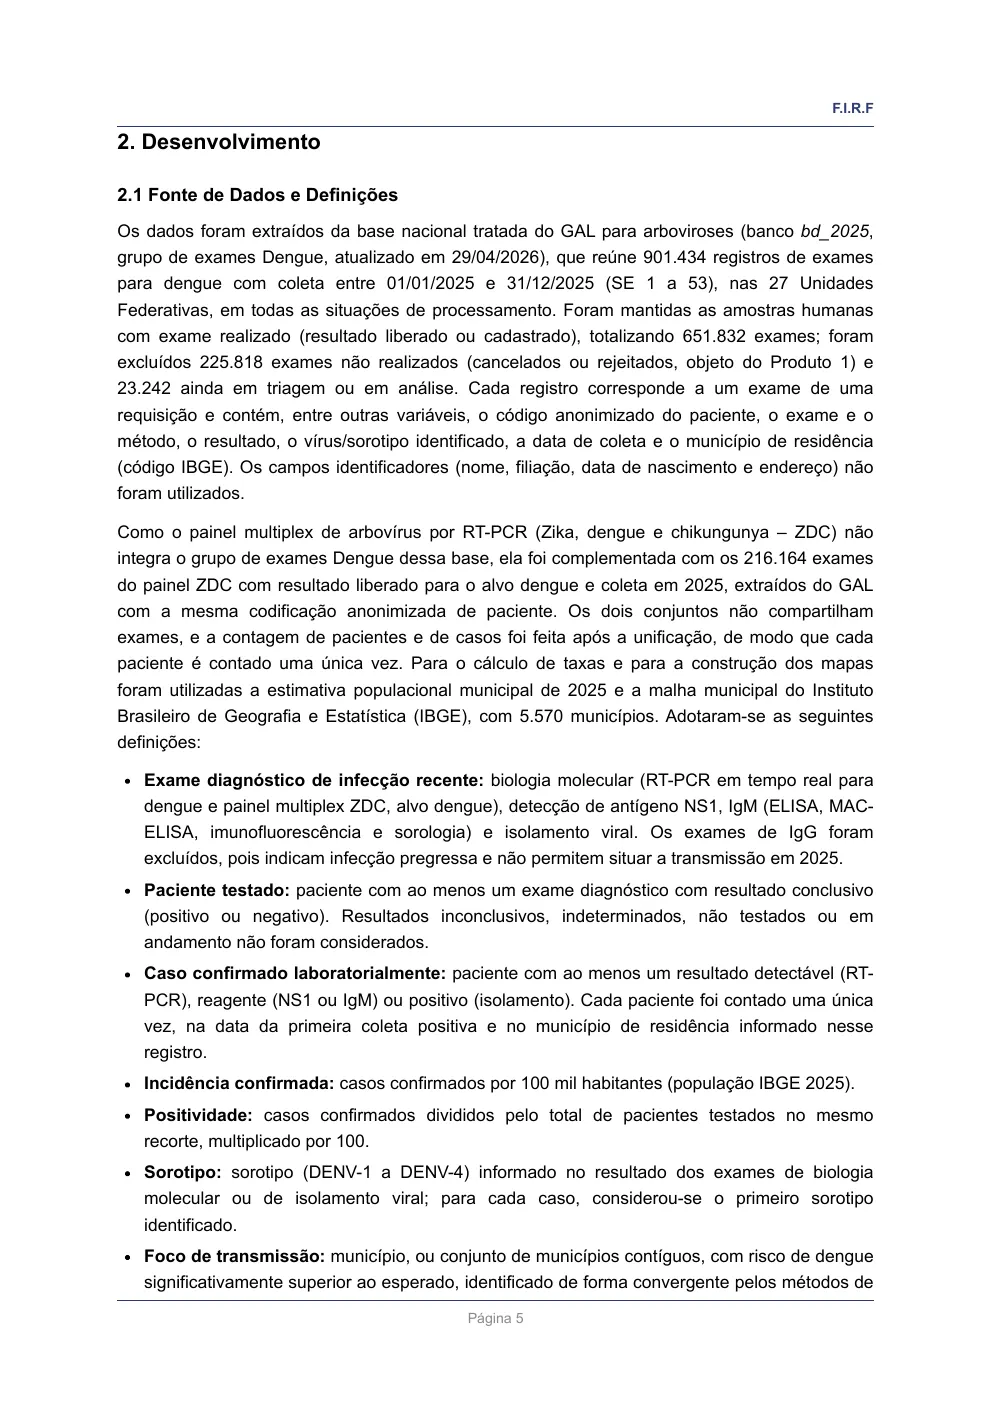 F.I.R.F
2. Desenvolvimento
2.1 Fonte de Dados e Definições
Os dados foram extraídos da base nacional tratada do GAL para arboviroses (banco bd_2025,
grupo de exames Dengue, atualizado em 29/04/2026), que reúne 901.434 registros de exames
para dengue com coleta entre 01/01/2025 e 31/12/2025 (SE 1 a 53), nas 27 Unidades
Federativas, em todas as situações de processamento. Foram mantidas as amostras humanas
com exame realizado (resultado liberado ou cadastrado), totalizando 651.832 exames; foram
excluídos 225.818 exames não realizados (cancelados ou rejeitados, objeto do Produto 1) e
23.242 ainda em triagem ou em análise. Cada registro corresponde a um exame de uma
requisição e contém, entre outras variáveis, o código anonimizado do paciente, o exame e o
método, o resultado, o vírus/sorotipo identificado, a data de coleta e o município de residência
(código IBGE). Os campos identificadores (nome, filiação, data de nascimento e endereço) não
foram utilizados.
Como o painel multiplex de arbovírus por RT-PCR (Zika, dengue e chikungunya – ZDC) não
integra o grupo de exames Dengue dessa base, ela foi complementada com os 216.164 exames
do painel ZDC com resultado liberado para o alvo dengue e coleta em 2025, extraídos do GAL
com a mesma codificação anonimizada de paciente. Os dois conjuntos não compartilham
exames, e a contagem de pacientes e de casos foi feita após a unificação, de modo que cada
paciente é contado uma única vez. Para o cálculo de taxas e para a construção dos mapas
foram utilizadas a estimativa populacional municipal de 2025 e a malha municipal do Instituto
Brasileiro de Geografia e Estatística (IBGE), com 5.570 municípios. Adotaram-se as seguintes
definições:
• Exame diagnóstico de infecção recente: biologia molecular (RT-PCR em tempo real para
dengue e painel multiplex ZDC, alvo dengue), detecção de antígeno NS1, IgM (ELISA, MAC-
ELISA, imunofluorescência e sorologia) e isolamento viral. Os exames de IgG foram
excluídos, pois indicam infecção pregressa e não permitem situar a transmissão em 2025.
• Paciente testado: paciente com ao menos um exame diagnóstico com resultado conclusivo
(positivo ou negativo). Resultados inconclusivos, indeterminados, não testados ou em
andamento não foram considerados.
• Caso confirmado laboratorialmente: paciente com ao menos um resultado detectável (RT-
PCR), reagente (NS1 ou IgM) ou positivo (isolamento). Cada paciente foi contado uma única
vez, na data da primeira coleta positiva e no município de residência informado nesse
registro.
• Incidência confirmada: casos confirmados por 100 mil habitantes (população IBGE 2025).
• Positividade: casos confirmados divididos pelo total de pacientes testados no mesmo
recorte, multiplicado por 100.
• Sorotipo: sorotipo (DENV-1 a DENV-4) informado no resultado dos exames de biologia
molecular ou de isolamento viral; para cada caso, considerou-se o primeiro sorotipo
identificado.
• Foco de transmissão: município, ou conjunto de municípios contíguos, com risco de dengue
significativamente superior ao esperado, identificado de forma convergente pelos métodos de
Página 5